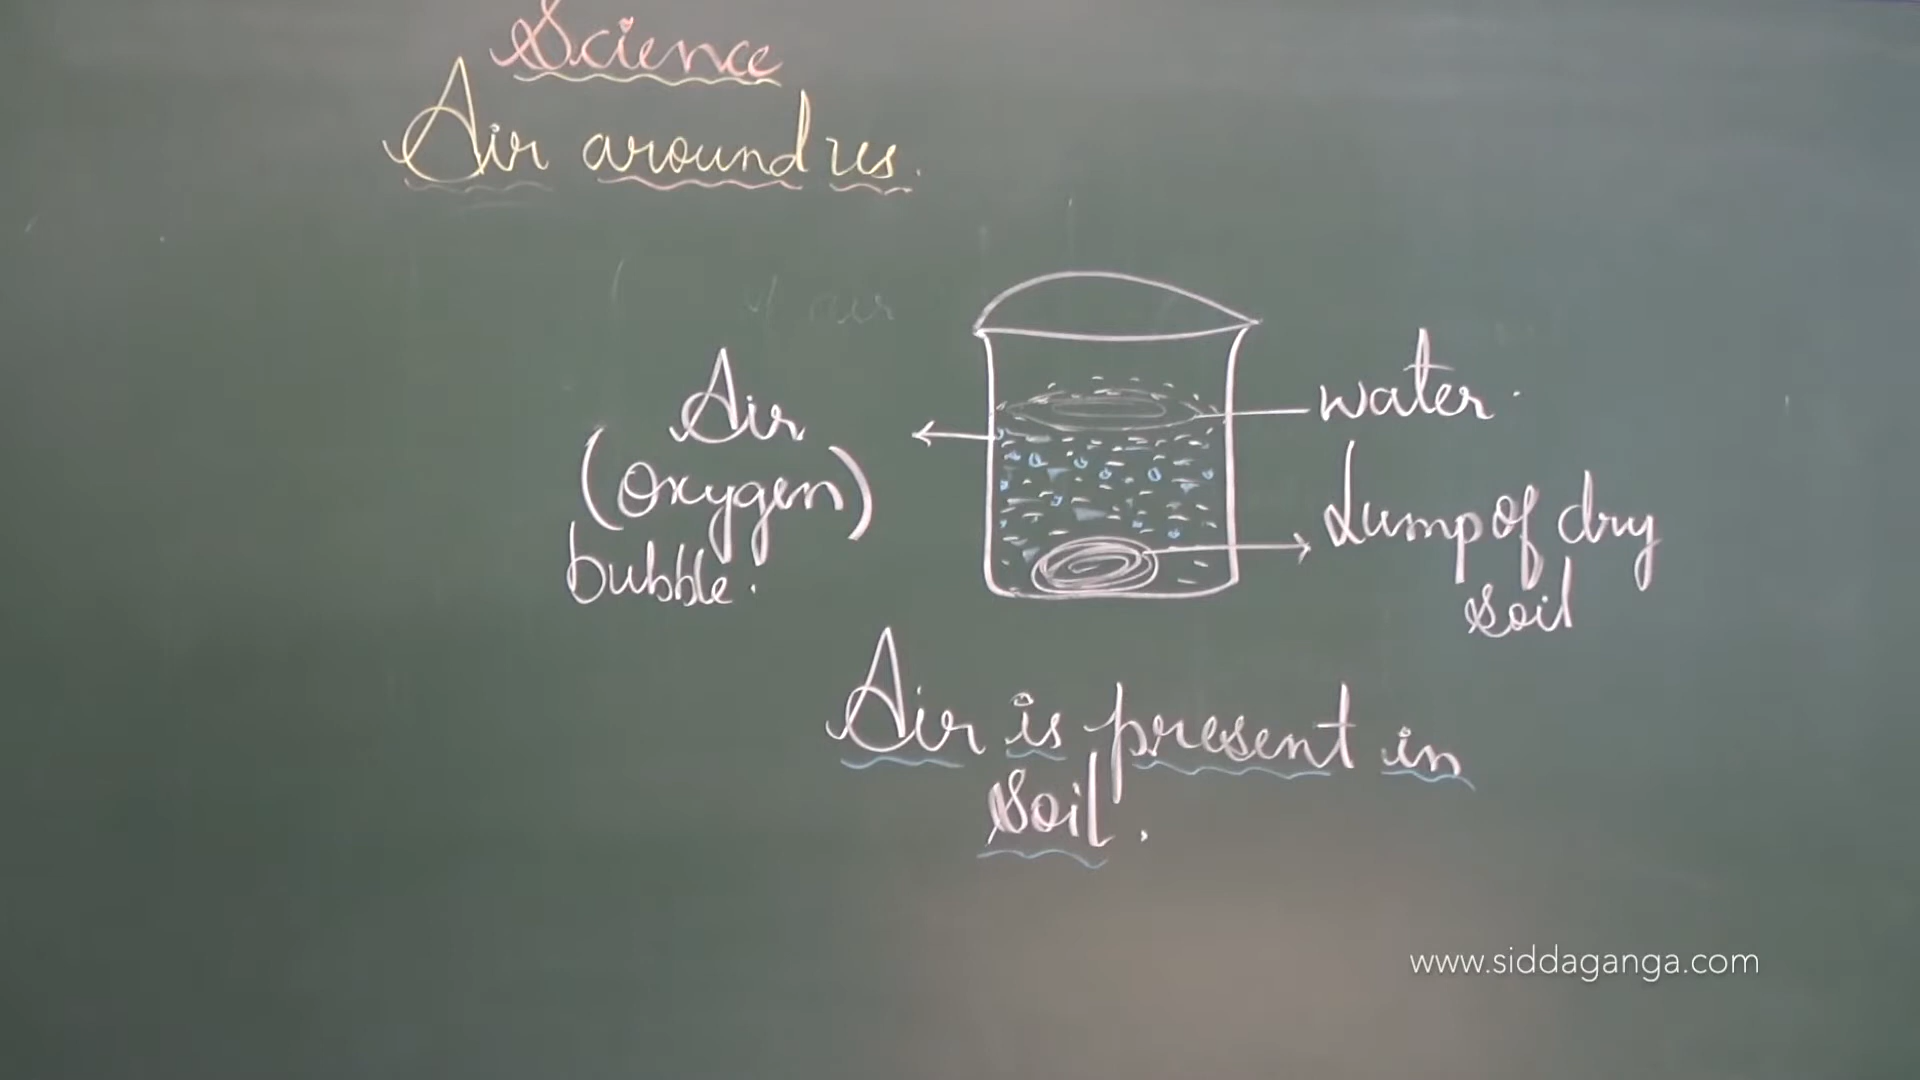 Science
Air around us.
Air
(oxygen)
bubble.
water.
Lump of dry
soil
Air is present in
soil.
www.siddaganga.com